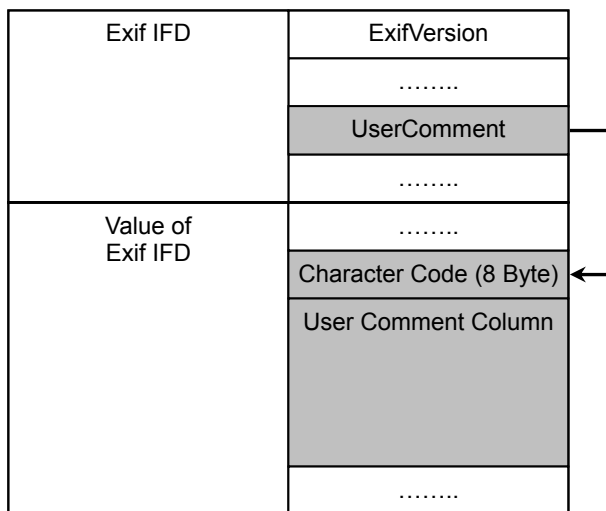 Exif IFD
ExifVersion
……..
UserComment
……..
Value of
Exif IFD
……..
Character Code (8 Byte)
User Comment Column
……..